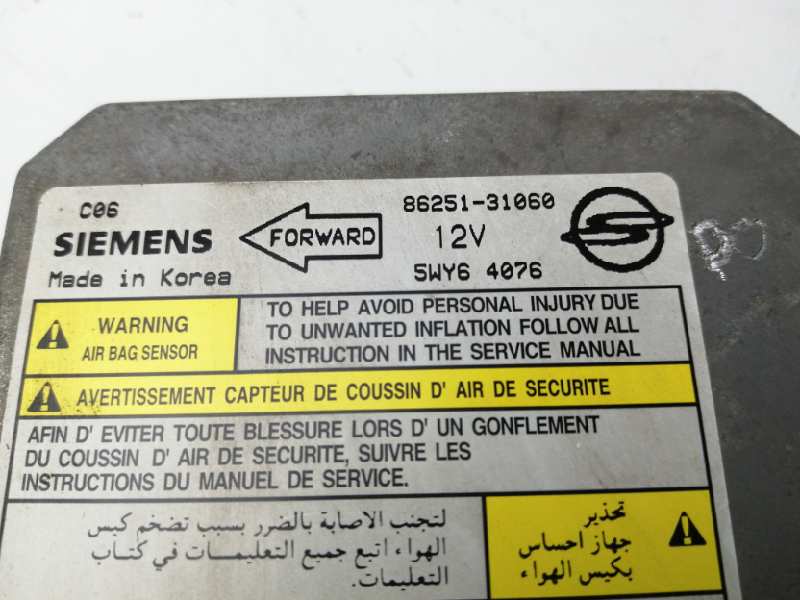 C06
SIEMENS
Made in Korea
FORWARD
86251-31060
12V
5WY6 4076
WARNING
AIR BAG SENSOR
TO HELP AVOID PERSONAL INJURY DUE
TO UNWANTED INFLATION FOLLOW ALL
INSTRUCTION IN THE SERVICE MANUAL
AVERTISSEMENT CAPTEUR DE COUSSIN D' AIR DE SECURITE
AFIN D' EVITER TOUTE BLESSURE LORS D' UN GONFLEMENT
DU COUSSIN D' AIR DE SECURITE, SUIVRE LES
INSTRUCTIONS DU MANUEL DE SERVICE.
تحذير
جهاز احساس
بكيس الهواء
لتجنب الاصابة بالضرر بسبب تضخم كيس
الهواء اتبع جميع التعليمات في كتاب
التعليمات.